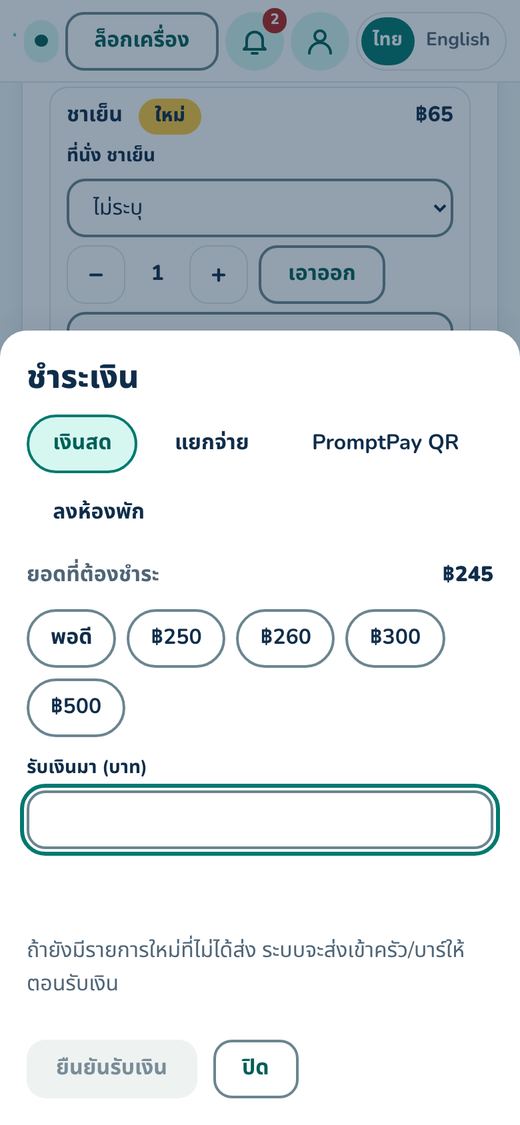 ล็อกเครื่อง 2 ไทย English
ชาเย็น ใหม่ ฿65
ที่นั่ง ชาเย็น
ไม่ระบุ
− 1 + เอาออก
ชำระเงิน
เงินสด แยกจ่าย PromptPay QR
ลงห้องพัก
ยอดที่ต้องชำระ ฿245
พอดี ฿250 ฿260 ฿300
฿500
รับเงินมา (บาท)
ถ้ายังมีรายการใหม่ที่ไม่ได้ส่ง ระบบจะส่งเข้าครัว/บาร์ให้
ตอนรับเงิน
ยืนยันรับเงิน ปิด